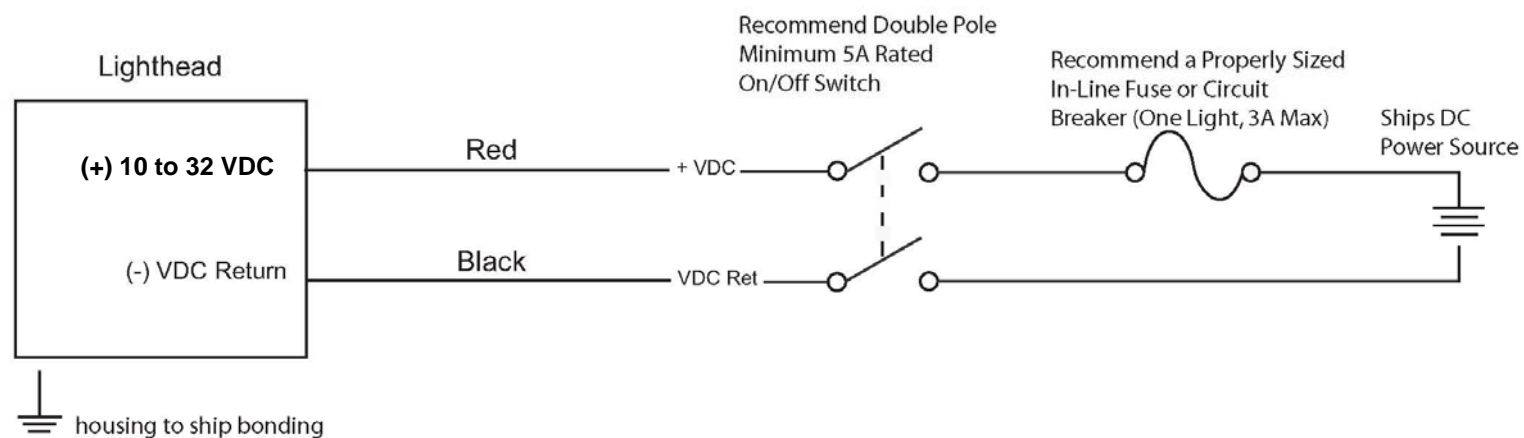 Lighthead
(+) 10 to 32 VDC
(-) VDC Return
Red
Black
+ VDC
VDC Ret
Recommend Double Pole
Minimum 5A Rated
On/Off Switch
Recommend a Properly Sized
In-Line Fuse or Circuit
Breaker (One Light, 3A Max)
Ships DC
Power Source
housing to ship bonding